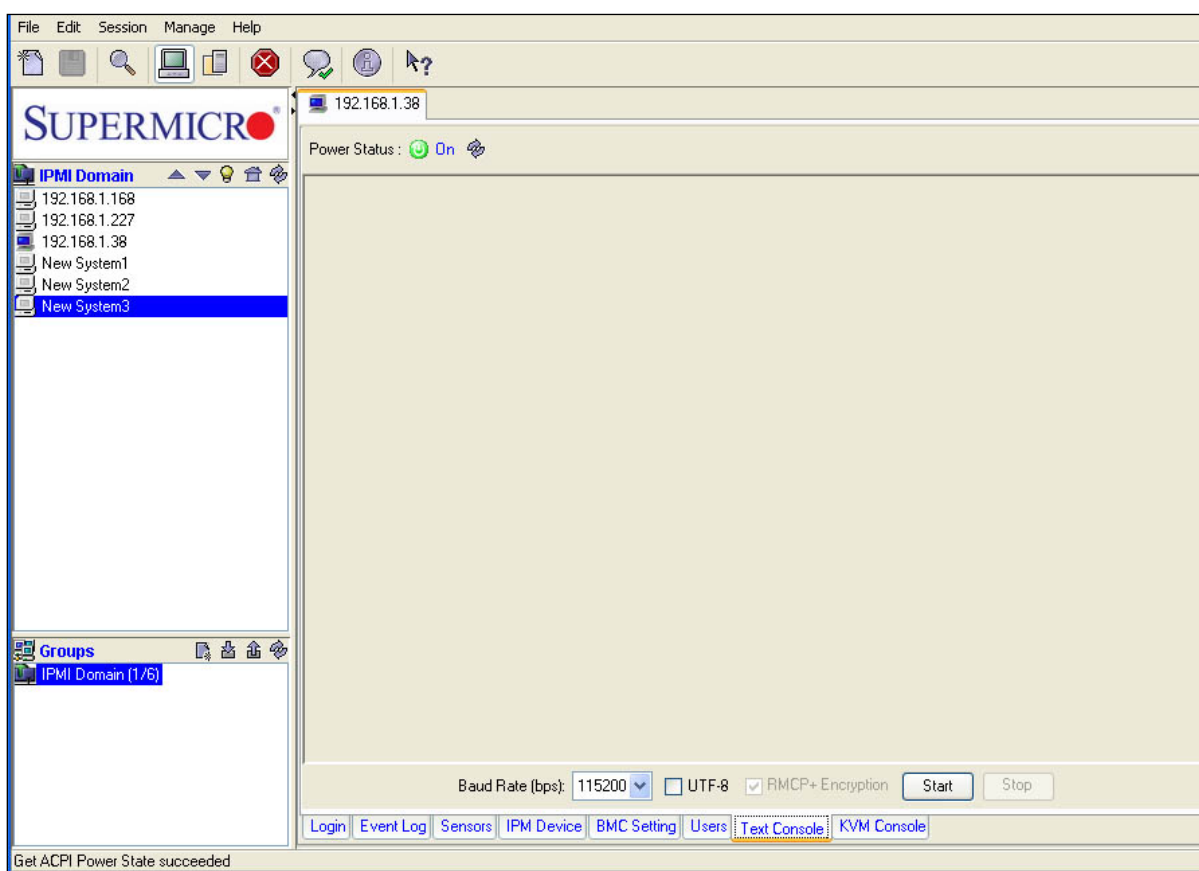 File Edit Session Manage Help
SUPERMICRO
192.168.1.38
Power Status : On
IPMI Domain
192.168.1.168
192.168.1.227
192.168.1.38
New System1
New System2
New System3
Groups
IPMI Domain (1/6)
Baud Rate (bps): 115200 UTF-8 RMCP+ Encryption Start Stop
Login Event Log Sensors IPM Device BMC Setting Users Text Console KVM Console
Get ACPI Power State succeeded